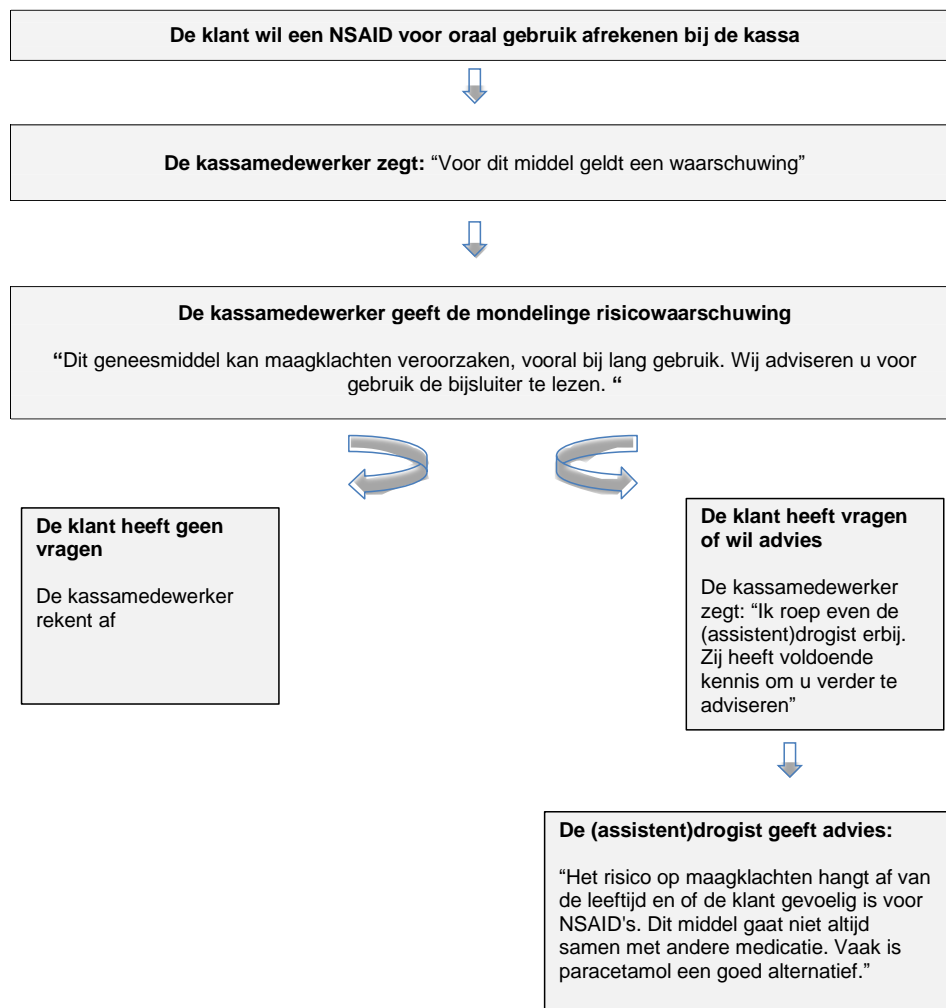 De klant wil een NSAID voor oraal gebruik afrekenen bij de kassa
De kassamedewerker zegt: “Voor dit middel geldt een waarschuwing”
De kassamedewerker geeft de mondelinge risicowaarschuwing
“Dit geneesmiddel kan maagklachten veroorzaken, vooral bij lang gebruik. Wij adviseren u voor
gebruik de bijsluiter te lezen. “
De klant heeft geen
vragen
De kassamedewerker
rekent af
De klant heeft vragen
of wil advies
De kassamedewerker
zegt: “Ik roep even de
(assistent)drogist erbij.
Zij heeft voldoende
kennis om u verder te
adviseren”
De (assistent)drogist geeft advies:
“Het risico op maagklachten hangt af van
de leeftijd en of de klant gevoelig is voor
NSAID's. Dit middel gaat niet altijd
samen met andere medicatie. Vaak is
paracetamol een goed alternatief.”